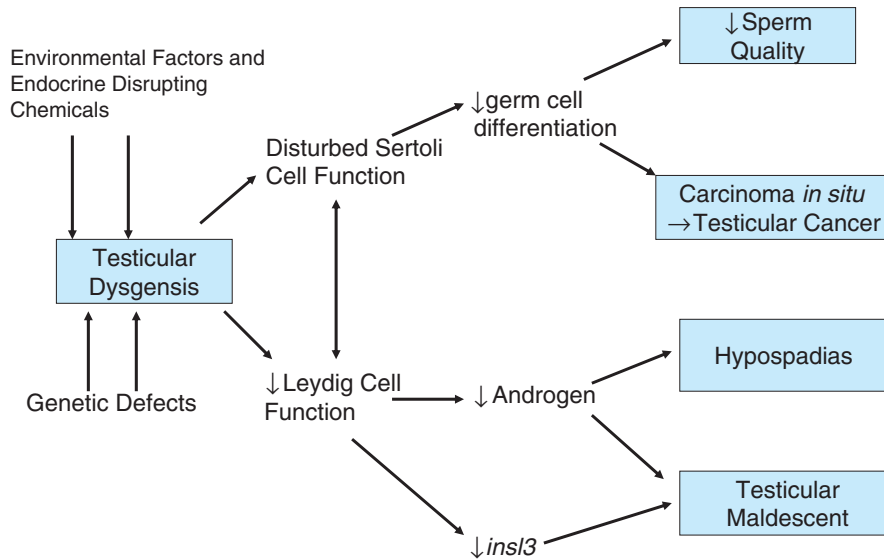 Environmental Factors and
Endocrine Disrupting
Chemicals
↓Sperm
Quality
↓germ cell
differentiation
Disturbed Sertoli
Cell Function
Carcinoma in situ
→Testicular Cancer
Testicular
Dysgensis
Genetic Defects
↓Leydig Cell
Function
↓Androgen
Hypospadias
Testicular
Maldescent
↓insl3